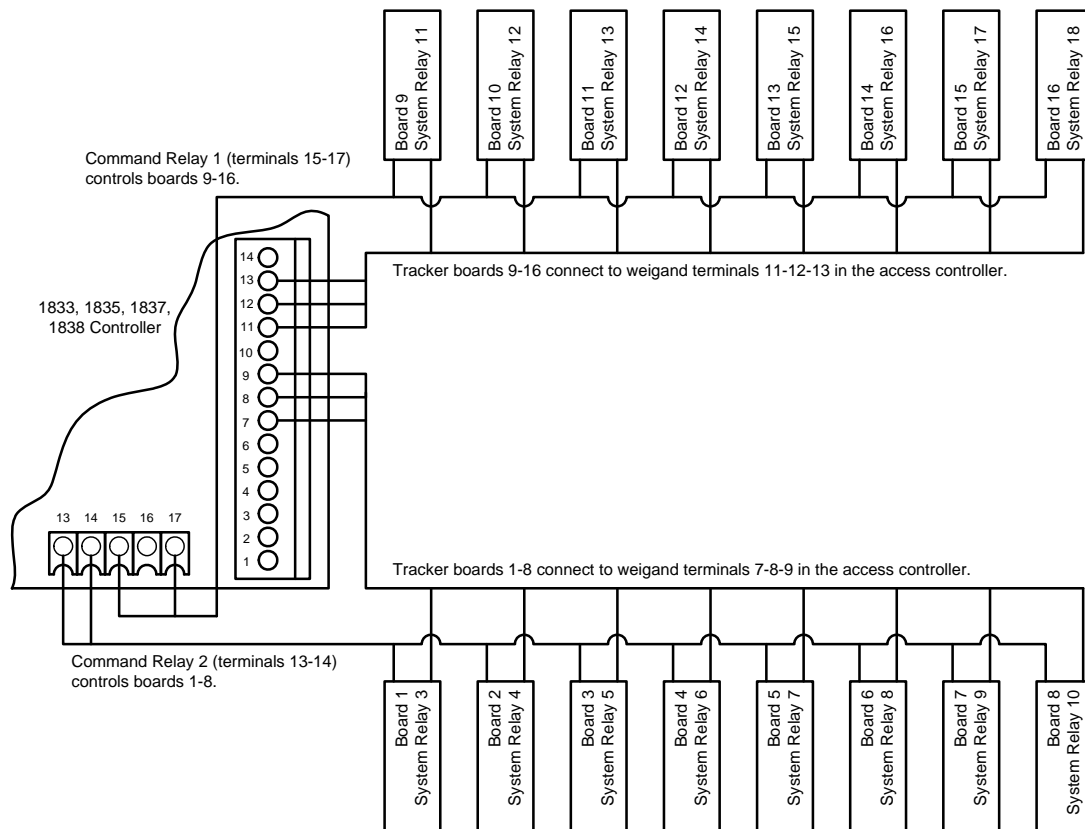 Board 9
System Relay 11
Board 10
System Relay 12
Board 11
System Relay 13
Board 12
System Relay 14
Board 13
System Relay 15
Board 14
System Relay 16
Board 15
System Relay 17
Board 16
System Relay 18
Command Relay 1 (terminals 15-17)
controls boards 9-16.
Tracker boards 9-16 connect to weigand terminals 11-12-13 in the access controller.
1833, 1835, 1837,
1838 Controller
14
13
12
11
10
9
8
7
6
5
4
3
2
1
13 14 15 16 17
Tracker boards 1-8 connect to weigand terminals 7-8-9 in the access controller.
Command Relay 2 (terminals 13-14)
controls boards 1-8.
Board 1
System Relay 3
Board 2
System Relay 4
Board 3
System Relay 5
Board 4
System Relay 6
Board 5
System Relay 7
Board 6
System Relay 8
Board 7
System Relay 9
Board 8
System Relay 10